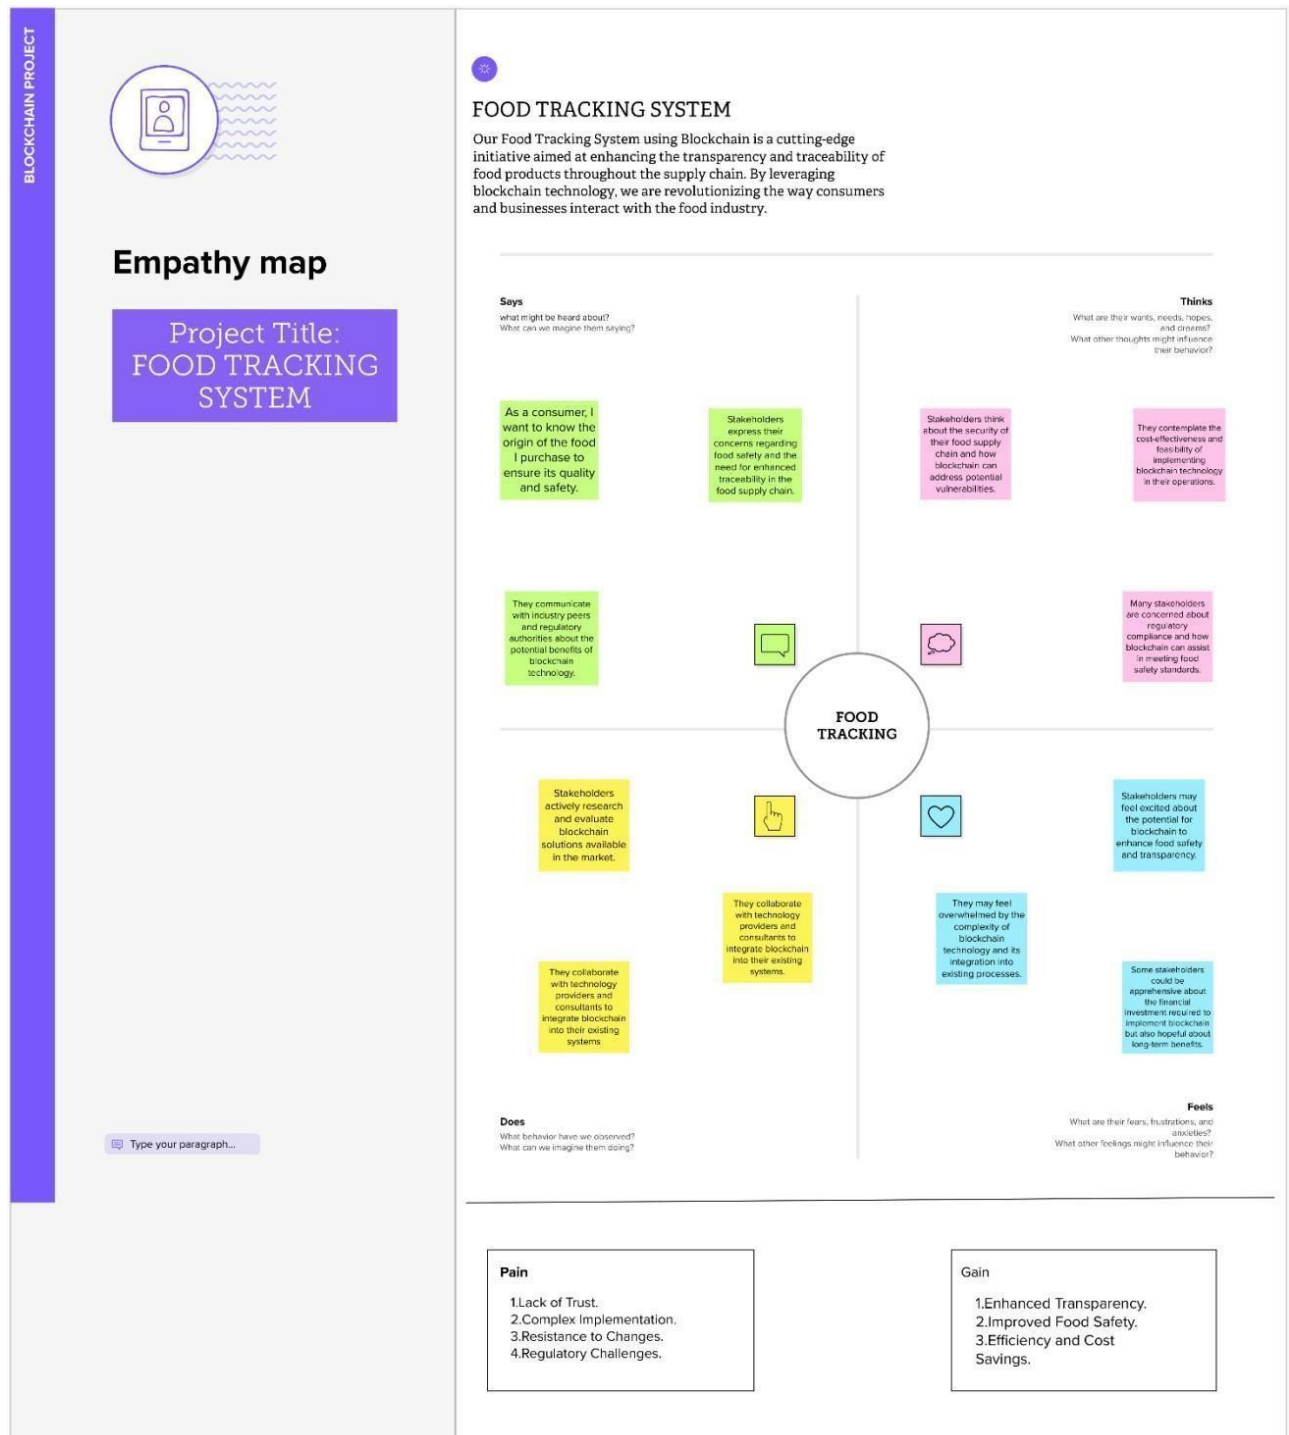 BLOCKCHAIN PROJECT
Empathy map
Project Title:
FOOD TRACKING
SYSTEM
Type your paragraph...
FOOD TRACKING SYSTEM
Our Food Tracking System using Blockchain is a cutting-edge
initiative aimed at enhancing the transparency and traceability of
food products throughout the supply chain. By leveraging
blockchain technology, we are revolutionizing the way consumers
and businesses interact with the food industry.
Says
what might be heard about?
What can we magine them saying?
Thinks
What are their wants, needs, hopes,
and dreams?
What other thoughts might influence
their behavior?
As a consumer, I
want to know the
origin of the food
I purchase to
ensure its quality
and safety.
Stakeholders
express their
concerns regarding
food safety and the
need for enhanced
traceability in the
food supply chain.
Stakeholders think
about the security of
their food supply
chain and how
blockchain can
address potential
vulnerabilities.
They contemplate the
cost-effectiveness and
feasibility of
implementing
blockchain technology
in their operations.
They communicate
with industry peers
and regulatory
authorities about the
potential benefits of
blockchain
technology.
Many stakeholders
are concerned about
regulatory
compliance and how
blockchain can assist
in meeting food
safety standards.
FOOD
TRACKING
Stakeholders
actively research
and evaluate
blockchain
solutions available
in the market.
They collaborate
with technology
providers and
consultants to
integrate blockchain
into their existing
systems.
They collaborate
with technology
providers and
consultants to
integrate blockchain
into their existing
systems
Stakeholders may
feel excited about
the potential for
blockchain to
enhance food safety
and transparency.
They may feel
overwhelmed by the
complexity of
blockchain
technology and its
integration into
existing processes.
Some stakeholders
could be
apprehensive about
the financial
investment required to
implement blockchain
but also hopeful about
long-term benefits.
Does
What behavior have we observed?
What can we imagine them doing?
Feels
What are their fears, frustrations, and
anxieties?
What other feelings might influence their
behavior?
Pain
1.Lack of Trust.
2.Complex Implementation.
3.Resistance to Changes.
4.Regulatory Challenges.
Gain
1.Enhanced Transparency.
2.Improved Food Safety.
3.Efficiency and Cost
Savings.